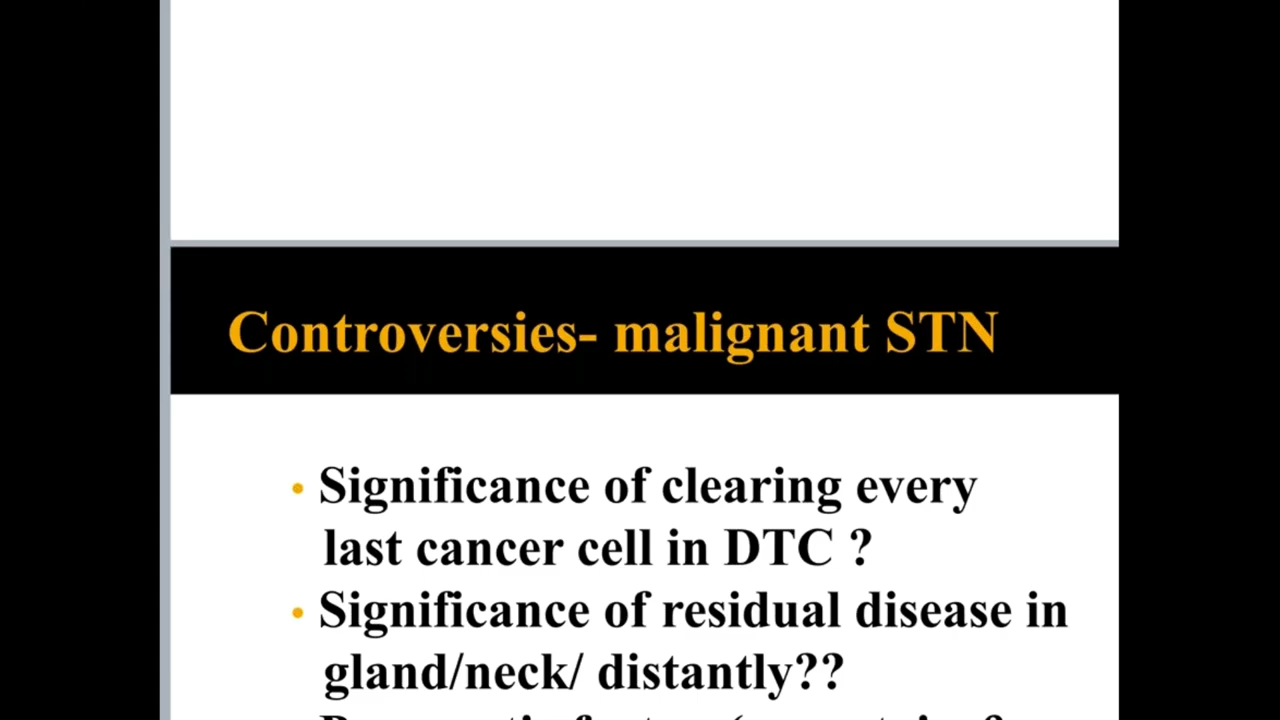 Controversies- malignant STN
• Significance of clearing every
last cancer cell in DTC ?
• Significance of residual disease in
gland/neck/ distantly??